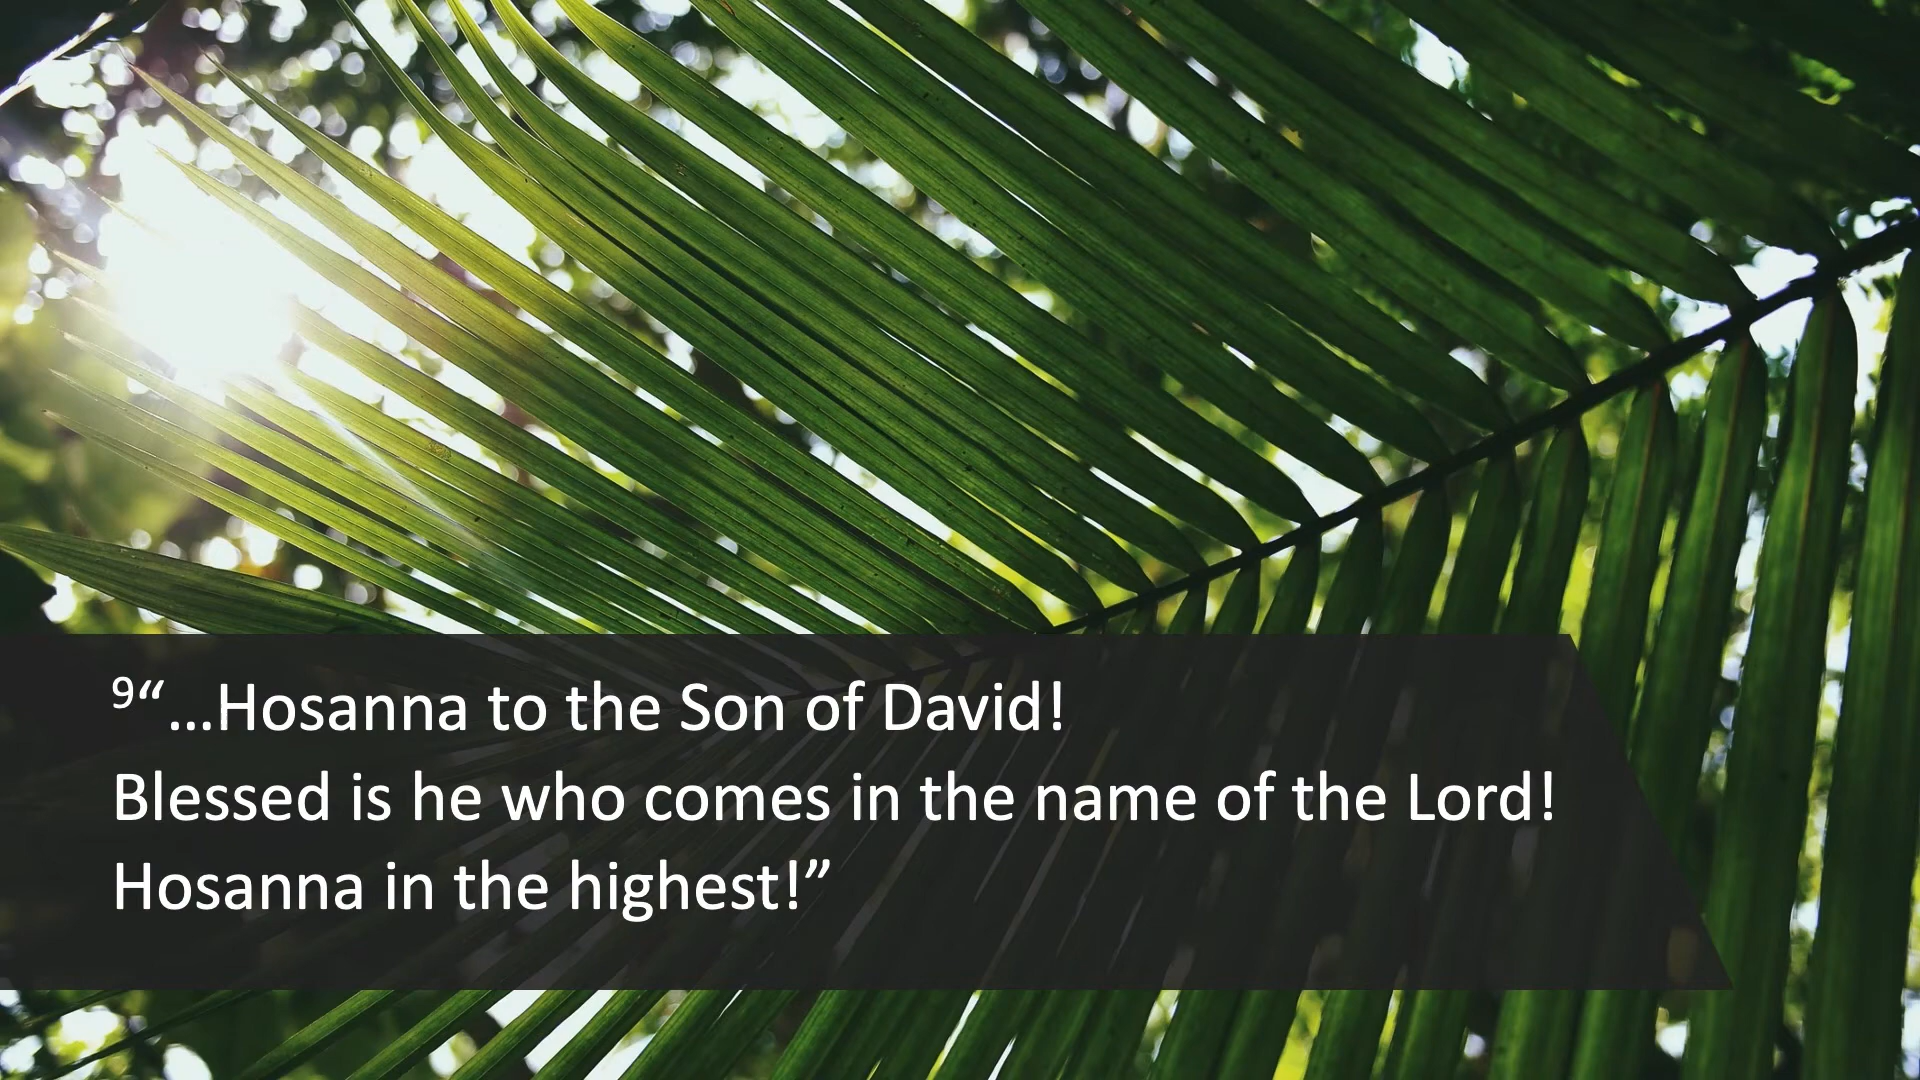 ⁹“...Hosanna to the Son of David!
Blessed is he who comes in the name of the Lord!
Hosanna in the highest!”